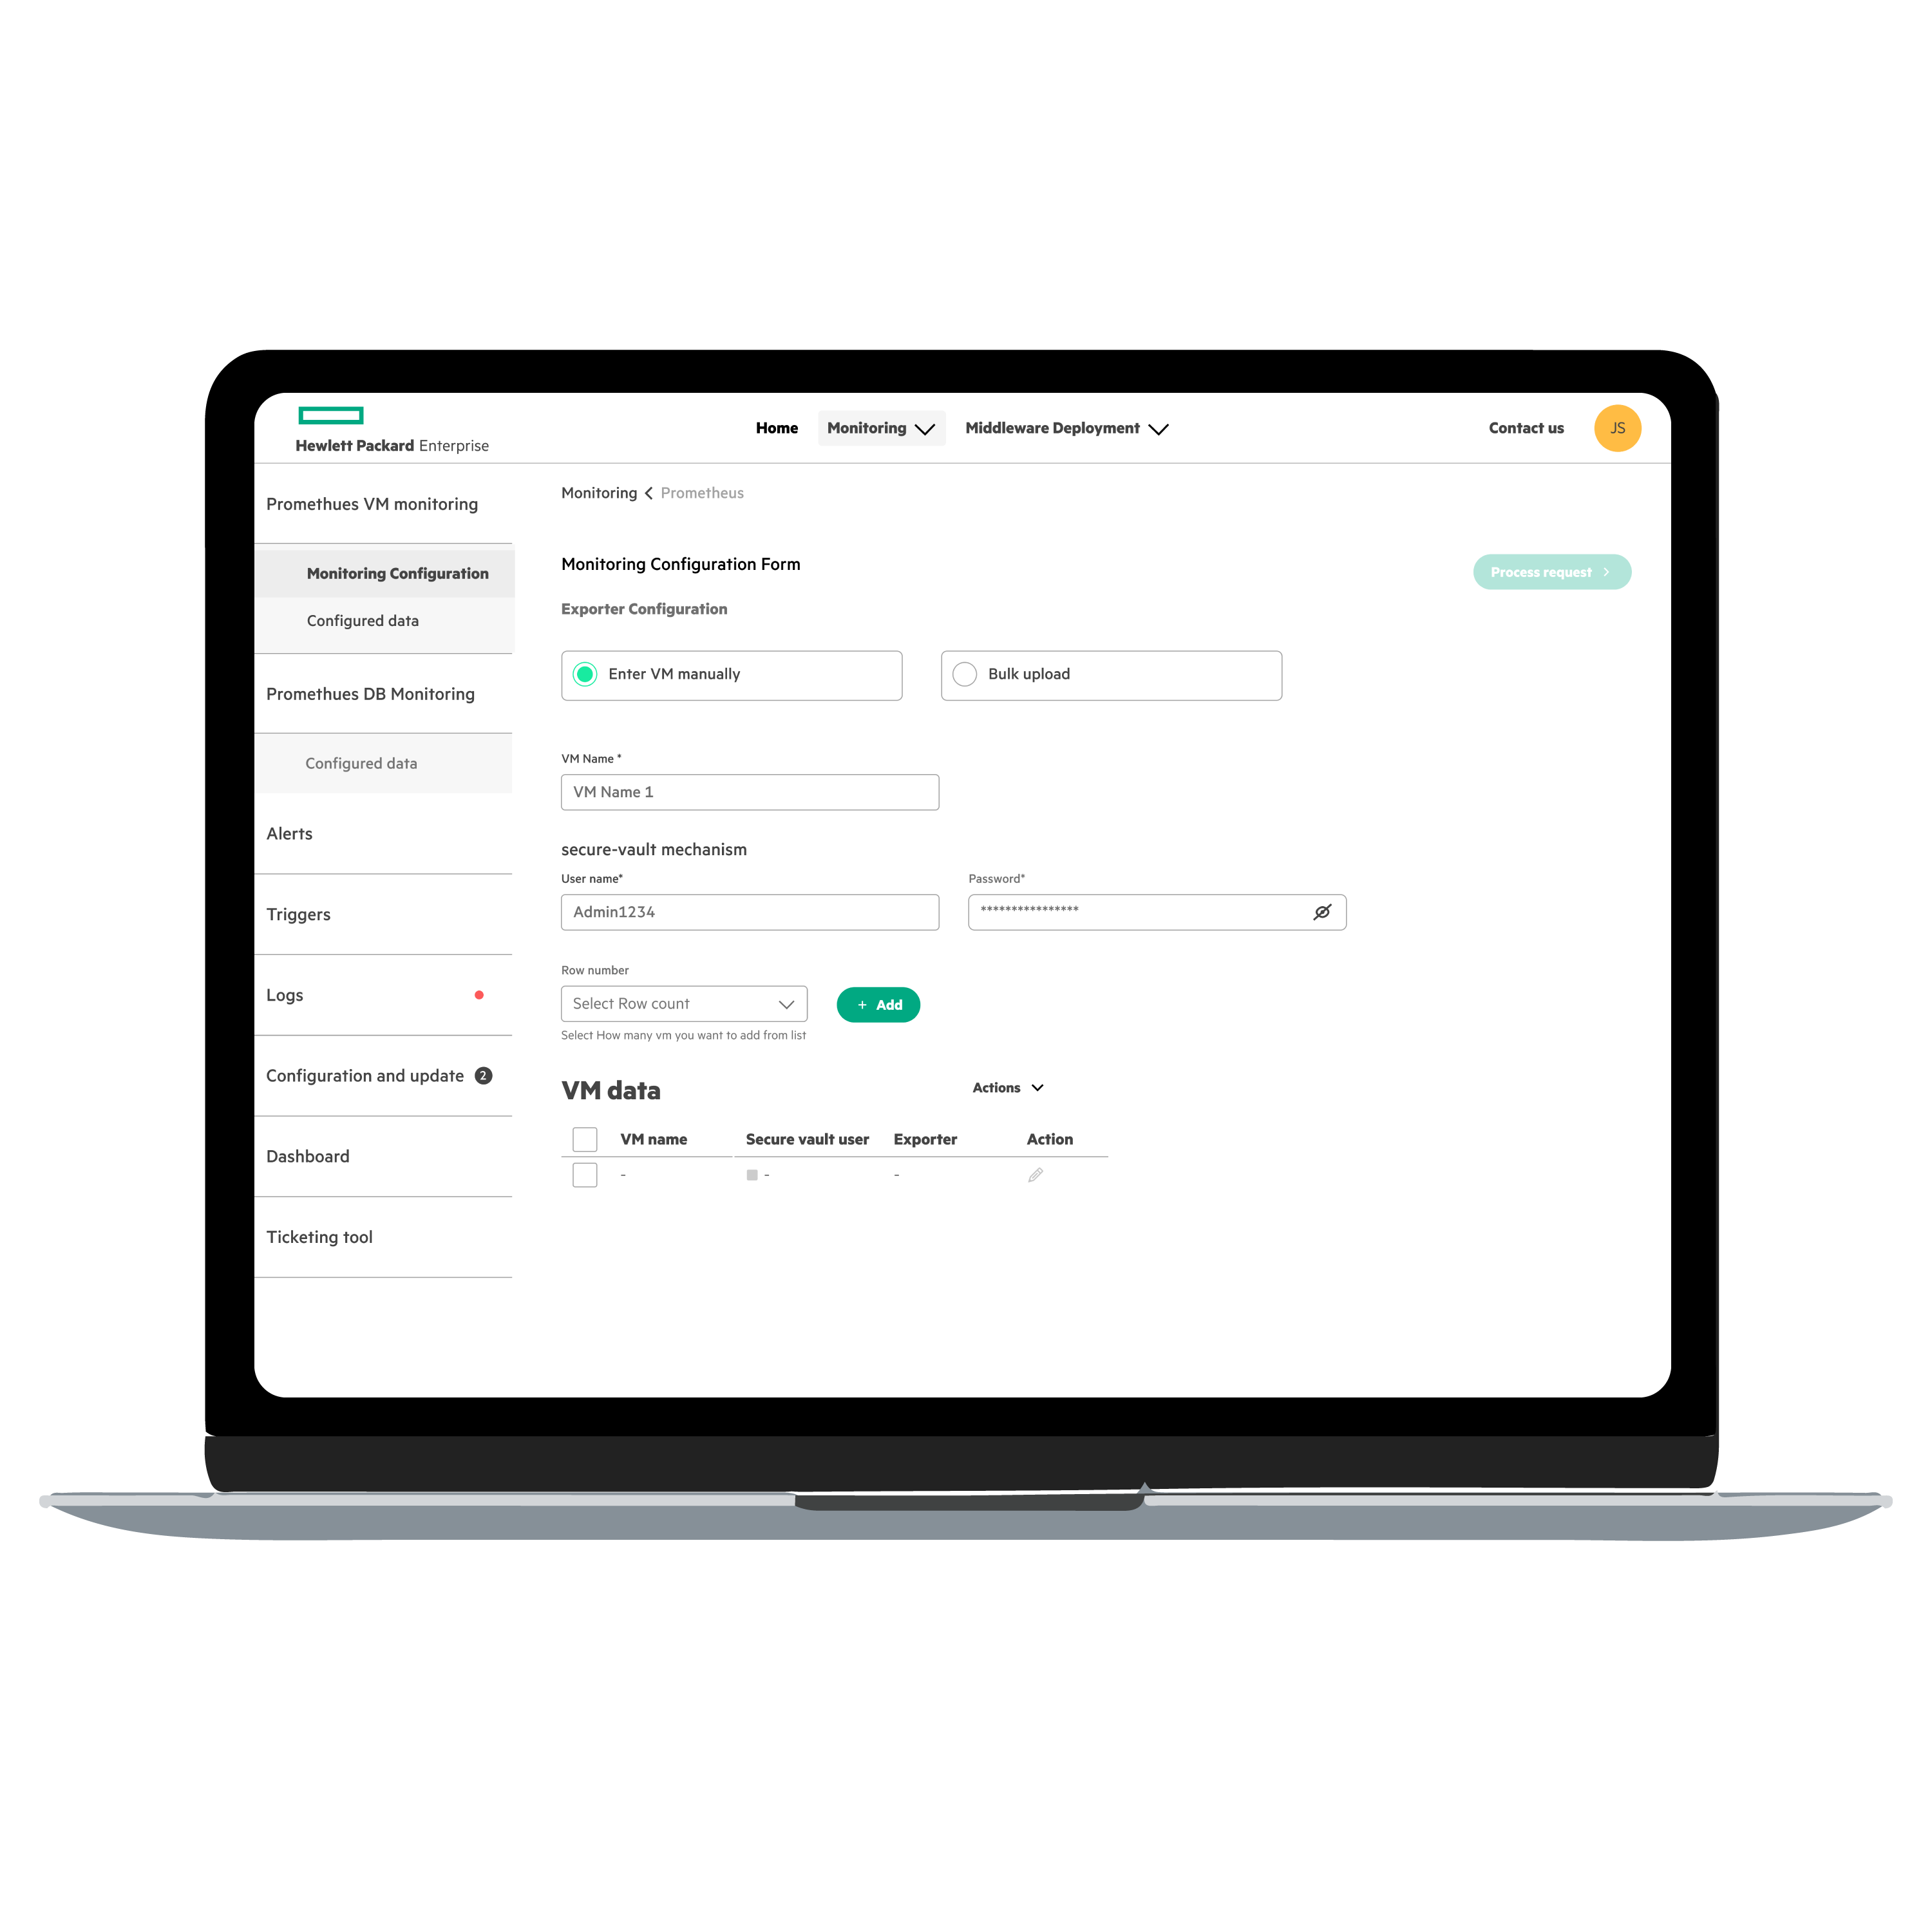 Hewlett Packard Enterprise
Home
Monitoring
Middleware Deployment
Contact us
JS
Promethues VM monitoring
Monitoring Configuration
Configured data
Promethues DB Monitoring
Configured data
Alerts
Triggers
Logs
Configuration and update 2
Dashboard
Ticketing tool
Monitoring Prometheus
Monitoring Configuration Form
Process request
Exporter Configuration
Enter VM manually
Bulk upload
VM Name *
VM Name 1
secure-vault mechanism
User name*
Password*
Admin1234
****************
Row number
Select Row count
+ Add
Select How many vm you want to add from list
VM data
Actions
VM name Secure vault user Exporter Action
- - -